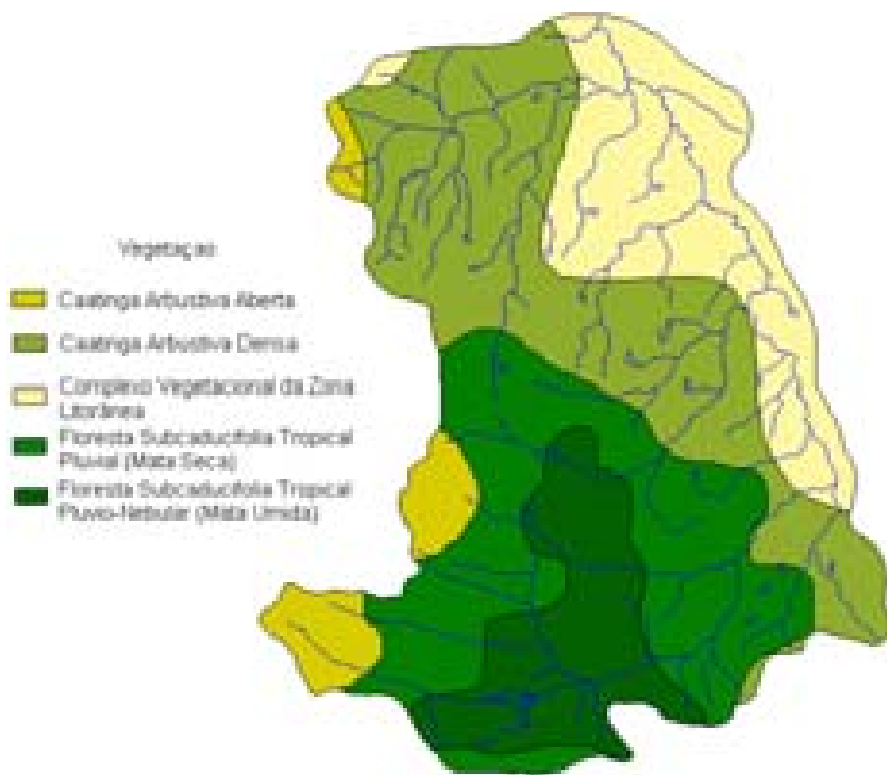 Vegetaçao
Caatinga Arbustiva Aberta
Caatinga Arbustiva Densa
Complexo Vegetacional da Zona
Litorânea
Floresta Subcaducifolia Tropical
Pluvial (Mata Seca)
Floresta Subcaducifolia Tropical
Pluvio-Nebular (Mata Umida)